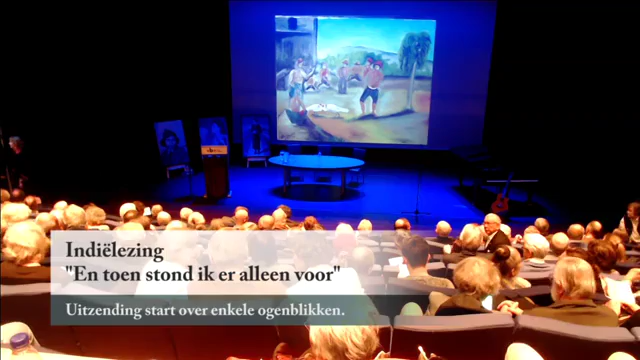 Indiëlezing
"En toen stond ik er alleen voor"
Uitzending start over enkele ogenblikken.